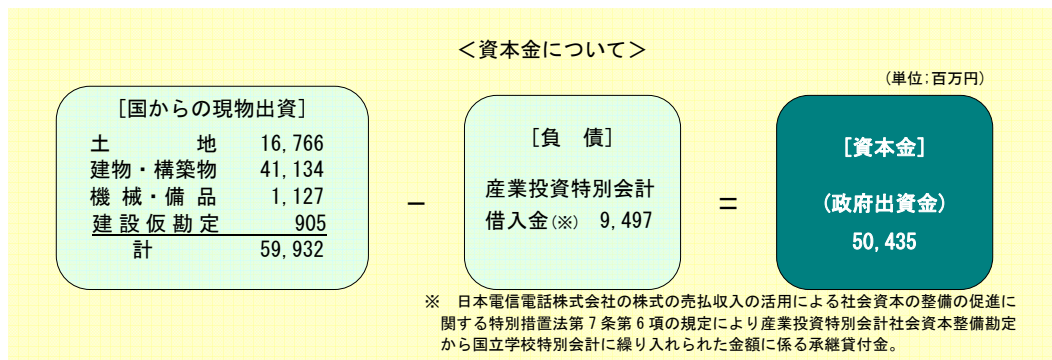 ＜資本金について＞
（単位；百万円）
［国からの現物出資］
土　　　地　16,766
建物・構築物　41,134
機 械・備 品　1,127
建 設 仮 勘 定　905
計　59,932
－
［負　債］
産業投資特別会計
借入金（※）　9,497
＝
［資本金］
（政府出資金）
50,435
※　日本電信電話株式会社の株式の売払収入の活用による社会資本の整備の促進に
関する特別措置法第７条第６項の規定により産業投資特別会計社会資本整備勘定
から国立学校特別会計に繰り入れられた金額に係る承継貸付金。